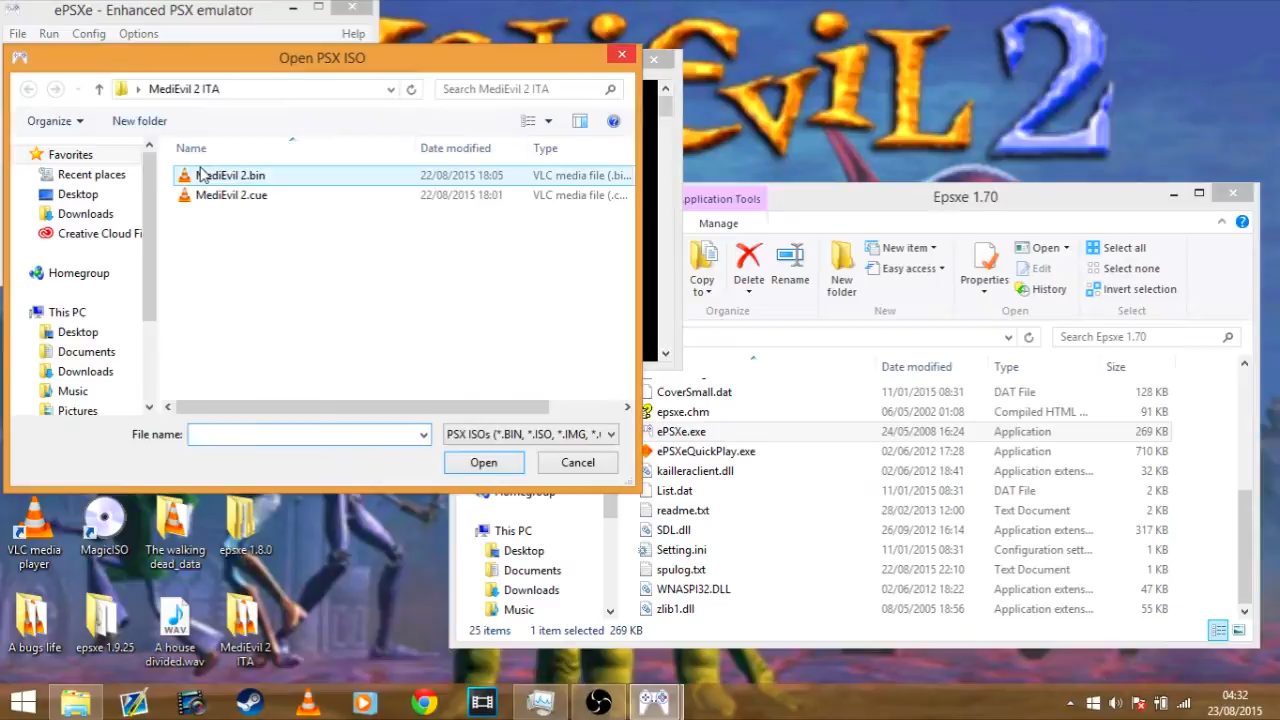 ePSXe - Enhanced PSX emulator
File Run Config Options Help
Open PSX ISO
MediEvil 2 ITA
Search MediEvil 2 ITA
Organize
New folder
Name Date modified Type
Favorites
Recent places
Desktop
Downloads
Creative Cloud Fi
Homegroup
This PC
Desktop
Documents
Downloads
Music
Pictures
MediEvil 2.bin 22/08/2015 18:05 VLC media file (.bi...
MediEvil 2.cue 22/08/2015 18:01 VLC media file (.c...
File name:
PSX ISOs (*.BIN, *.ISO, *.IMG, *.
Open Cancel
EviL 2
Application Tools
Epsxe 1.70
Manage
Copy to
Delete
Rename
New folder
New item
Easy access
Properties
Open
Edit
History
Select all
Select none
Invert selection
Organize New Open Select
Search Epsxe 1.70
Date modified Type Size
CoverSmall.dat 11/01/2015 08:31 DAT File 128 KB
epsxe.chm 06/05/2002 01:08 Compiled HTML ... 91 KB
ePSXe.exe 24/05/2008 16:24 Application 269 KB
ePSXeQuickPlay.exe 02/06/2012 18:22 Application 710 KB
kailleraclient.dll 02/06/2012 18:41 Application extens... 32 KB
List.dat 11/01/2015 08:31 DAT File 8 KB
readme.txt 28/02/2013 12:00 Text Document 2 KB
SDL.dll 26/09/2012 16:14 Application extens... 317 KB
Setting.ini 11/01/2015 08:31 Configuration sett... 2 KB
spulog.txt 22/08/2015 22:10 Text Document 2 KB
WNASPI32.DLL 02/06/2012 18:22 Application extens... 47 KB
zlib1.dll 08/05/2005 18:56 Application extens... 55 KB
Homegroup
This PC
Desktop
Documents
Downloads
Music
25 items 1 item selected 269 KB
VLC media player
MagicISO
The walking dead_data
epsxe 1.8.0
A bugs life
epsxe 1.9.25
A house divided.wav
WAV
MediEvil 2 ITA
04:32
23/08/2015